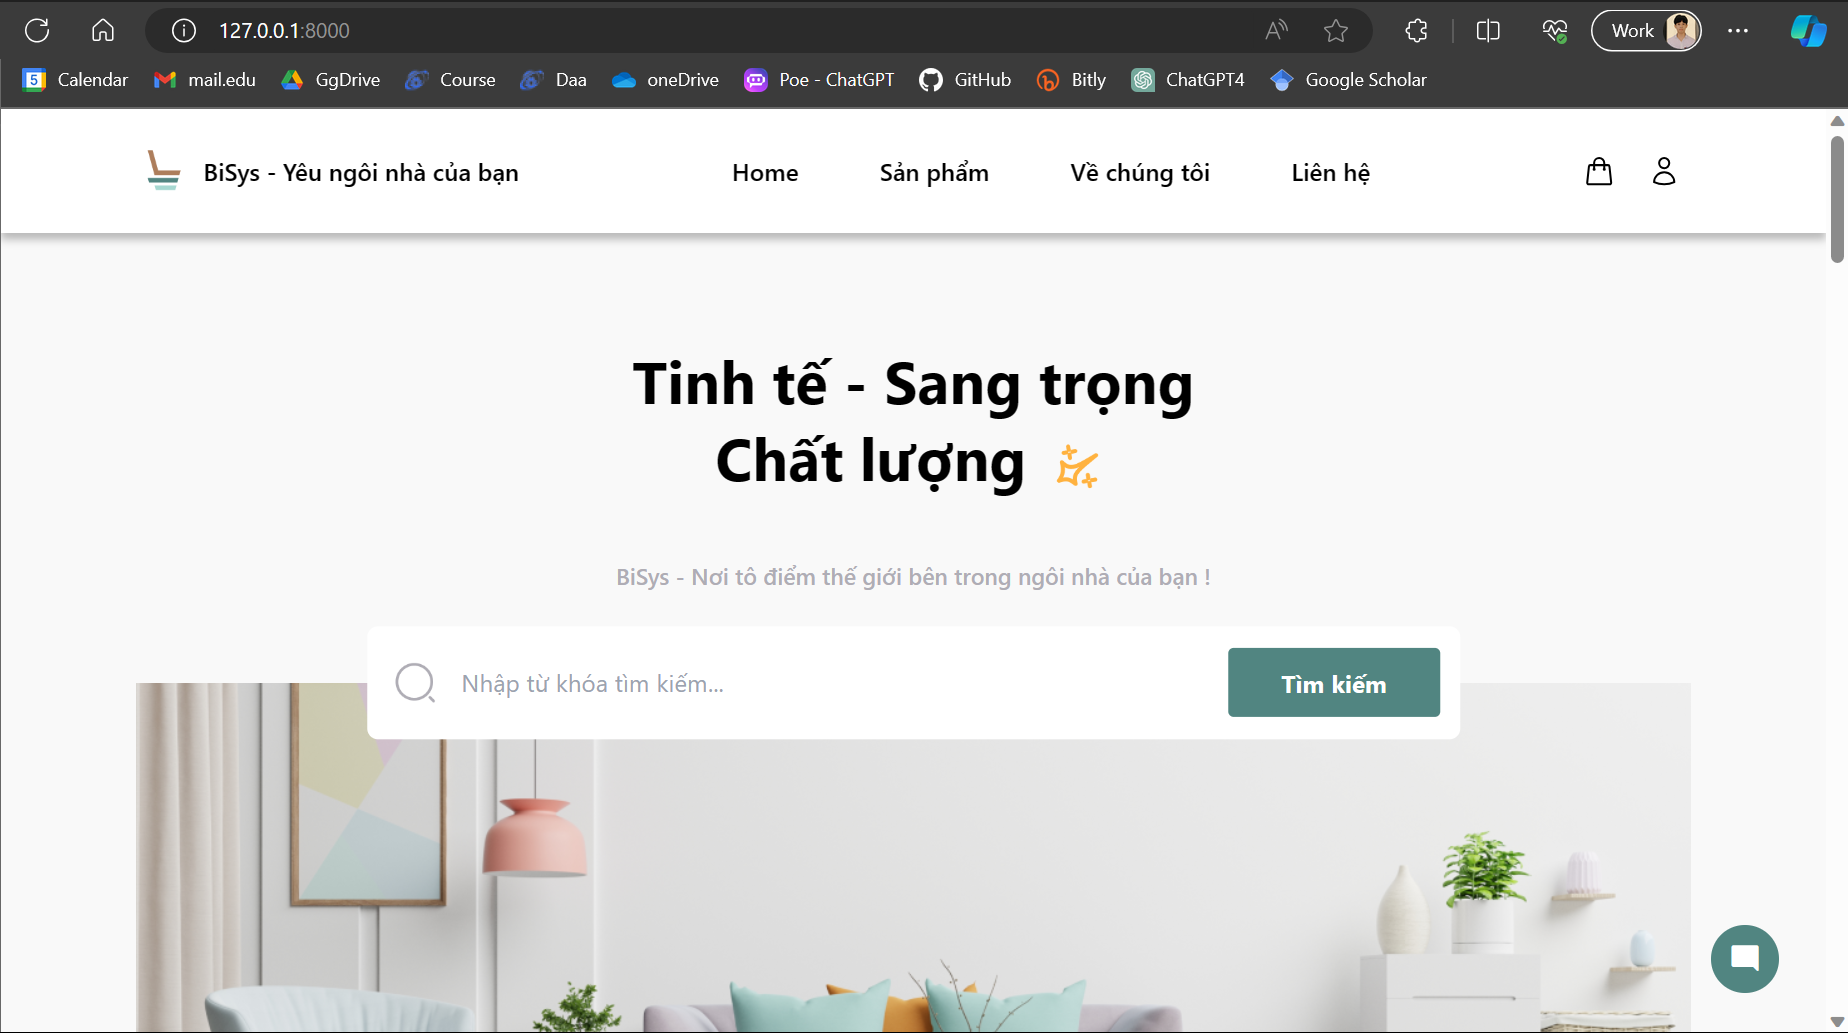 127.0.0.1:8000
Work
5 Calendar mail.edu GgDrive Course Daa oneDrive Poe - ChatGPT GitHub Bitly ChatGPT4 Google Scholar
BiSys - Yêu ngôi nhà của bạn Home Sản phẩm Về chúng tôi Liên hệ
Tinh tế - Sang trọng
Chất lượng
BiSys - Nơi tô điểm thế giới bên trong ngôi nhà của bạn !
Nhập từ khóa tìm kiếm... Tìm kiếm